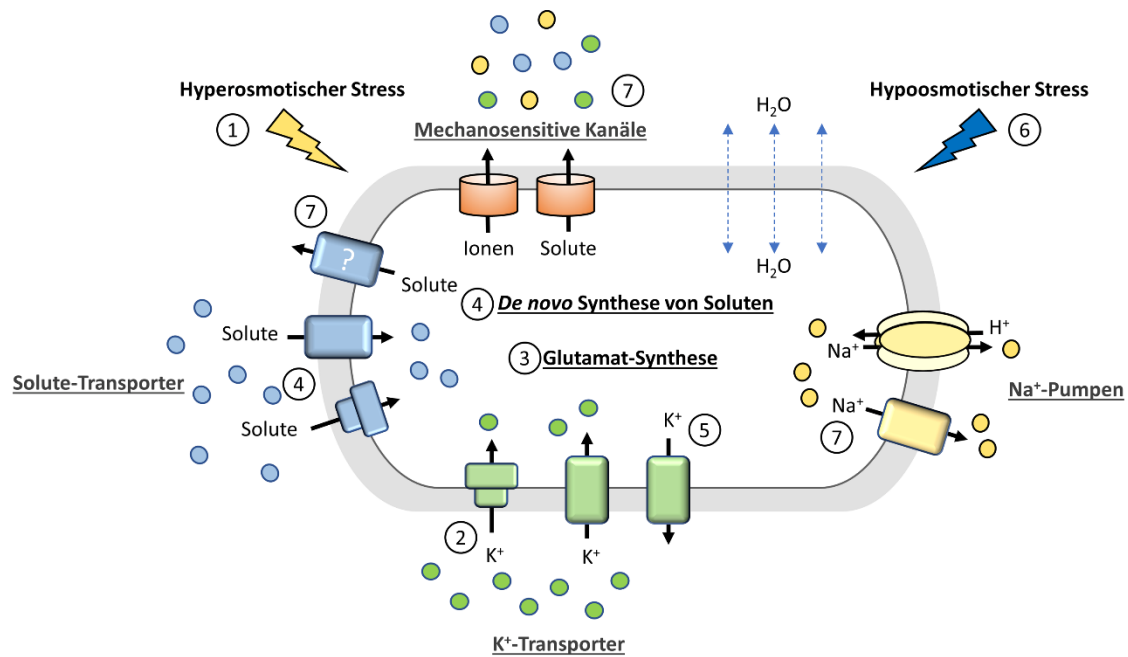 Hyperosmotischer Stress
1
7
Mechanosensitive Kanäle
H₂O
Hypoosmotischer Stress
6
7
?
Ionen
Solute
H₂O
Solute
4 De novo Synthese von Soluten
Solute
3 Glutamat-Synthese
H⁺
Na⁺
Solute-Transporter
4
Na⁺-Pumpen
Solute
K⁺
5
Na⁺
7
2
K⁺
K⁺
K⁺-Transporter